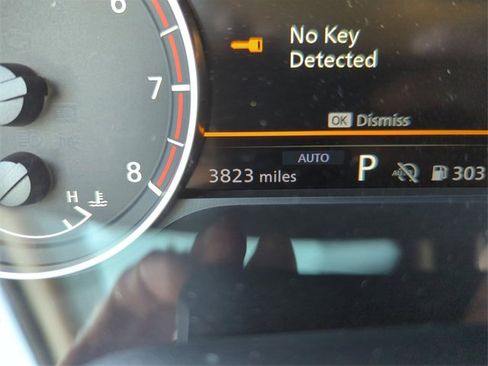 6
No Key
Detected
7
OK Dismiss
AUTO
8
3823 miles
P
303
H